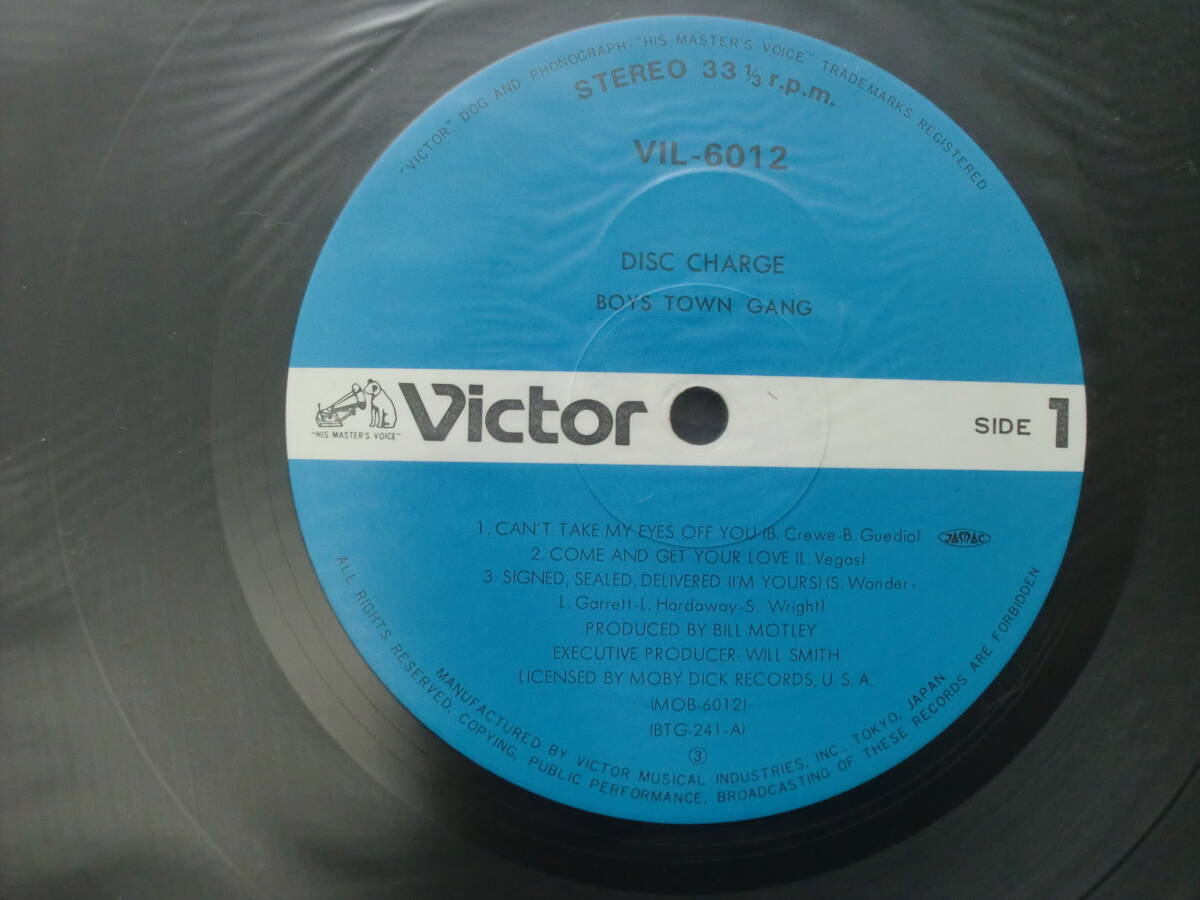 "VICTOR" DOG AND PHONOGRAPH·"HIS MASTER'S VOICE" TRADEMARKS REGISTERED
STEREO 33 1/3 r.p.m.
VIL-6012
DISC CHARGE
BOYS TOWN GANG
"HIS MASTER'S VOICE"
Victor
SIDE 1
1. CAN'T TAKE MY EYES OFF YOU (B. Crewe-B. Guedio)
JASRAC
2. COME AND GET YOUR LOVE (L. Vegas)
3. SIGNED, SEALED, DELIVERED (I'M YOURS) (S. Wonder-
L. Garrett-L. Hardaway-S. Wright)
PRODUCED BY BILL MOTLEY
EXECUTIVE PRODUCER: WILL SMITH
LICENSED BY MOBY DICK RECORDS, U. S. A.
(MOB-6012)
(BTG-241-A)
③
MANUFACTURED BY VICTOR MUSICAL INDUSTRIES, INC., TOKYO, JAPAN
ALL RIGHTS RESERVED, COPYING, PUBLIC PERFORMANCE, BROADCASTING OF THESE RECORDS ARE FORBIDDEN